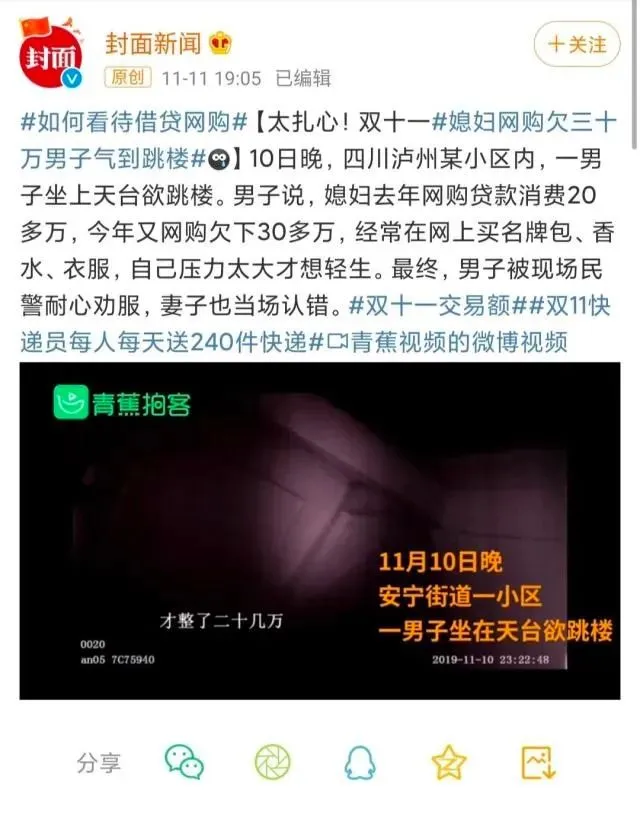 封面
封面新闻
+关注
原创 11-11 19:05 已编辑
#如何看待借贷网购#【太扎心！双十一#媳妇网购欠三十
万男子气到跳楼#】10日晚，四川泸州某小区内，一男
子坐上天台欲跳楼。男子说，媳妇去年网购贷款消费20
多万，今年又网购欠下30多万，经常在网上买名牌包、香
水、衣服，自己压力太大才想轻生。最终，男子被现场民
警耐心劝服，妻子也当场认错。#双十一交易额##双11快
递员每人每天送240件快递#青蕉视频的微博视频
青蕉拍客
11月10日晚
安宁街道一小区
一男子坐在天台欲跳楼
才整了二十几万
0020
an05 7C75940
2019-11-10 23:22:48
分享